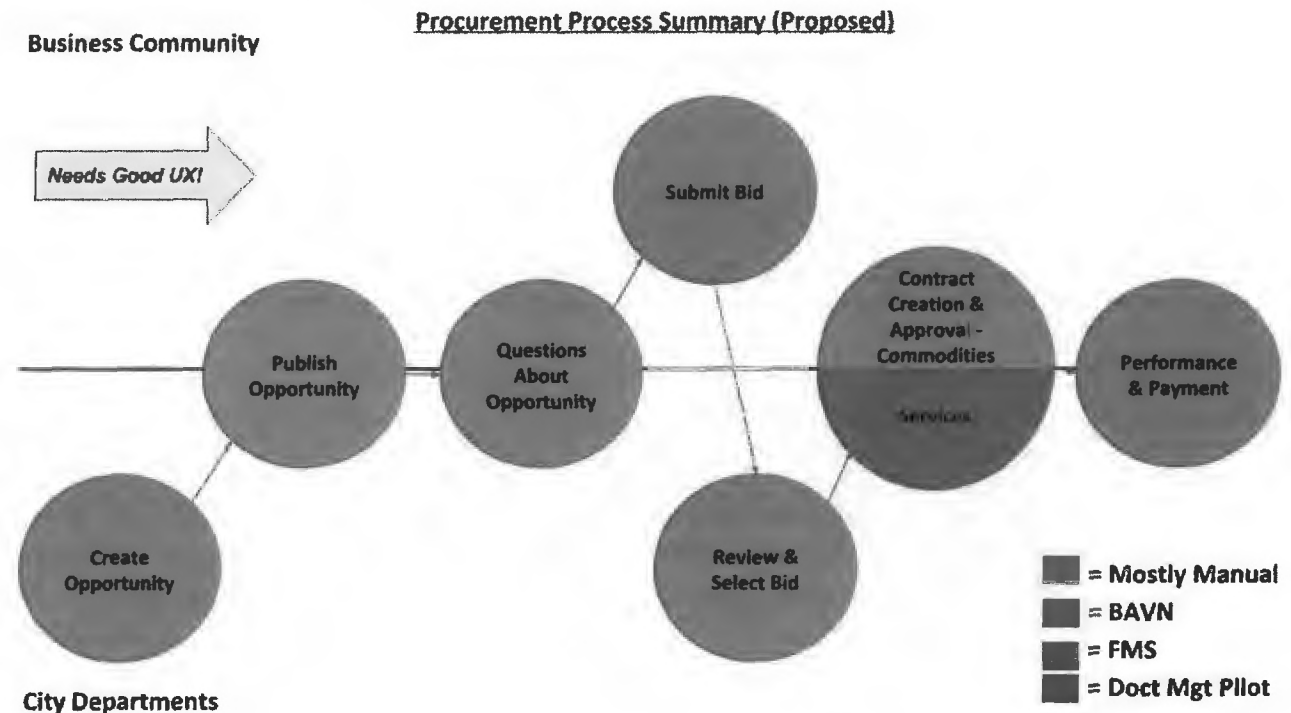 Procurement Process Summary (Proposed)
Business Community
Needs Good UX!
Submit Bid
Contract
Creation &
Approval -
Commodities
Services
Publish
Opportunity
Questions
About
Opportunity
Performance
& Payment
Create
Opportunity
Review &
Select Bid
= Mostly Manual
= BAVN
= FMS
= Doct Mgt Pilot
City Departments